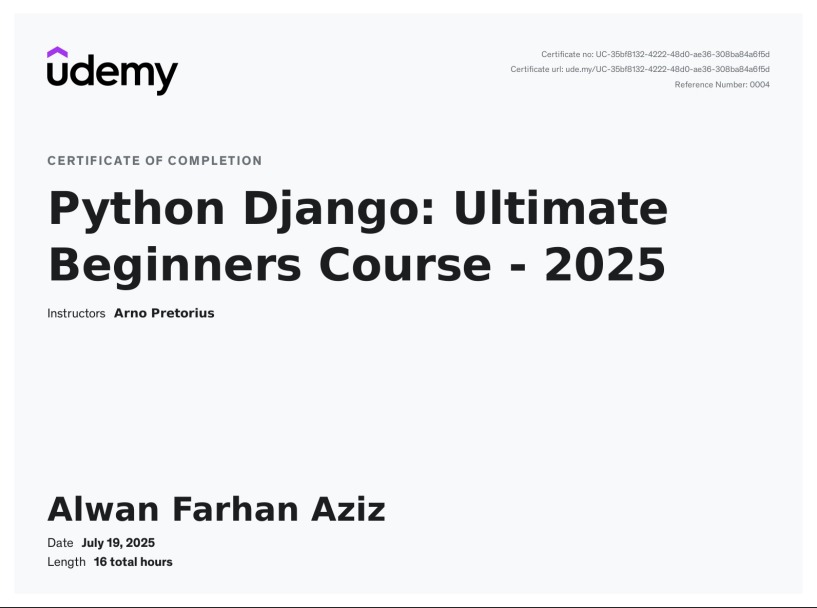 udemy
Certificate no: UC-35bf8132-4222-48d0-ae36-308ba84a6f5d
Certificate url: ude.my/UC-35bf8132-4222-48d0-ae36-308ba84a6f5d
Reference Number: 0004
CERTIFICATE OF COMPLETION
Python Django: Ultimate
Beginners Course - 2025
Instructors Arno Pretorius
Alwan Farhan Aziz
Date July 19, 2025
Length 16 total hours